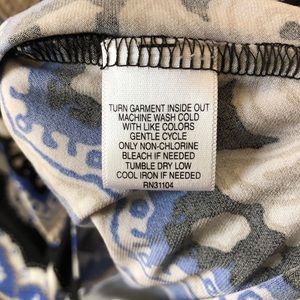 TURN GARMENT INSIDE OUT
MACHINE WASH COLD
WITH LIKE COLORS
GENTLE CYCLE
ONLY NON-CHLORINE
BLEACH IF NEEDED
TUMBLE DRY LOW
COOL IRON IF NEEDED
RN31104